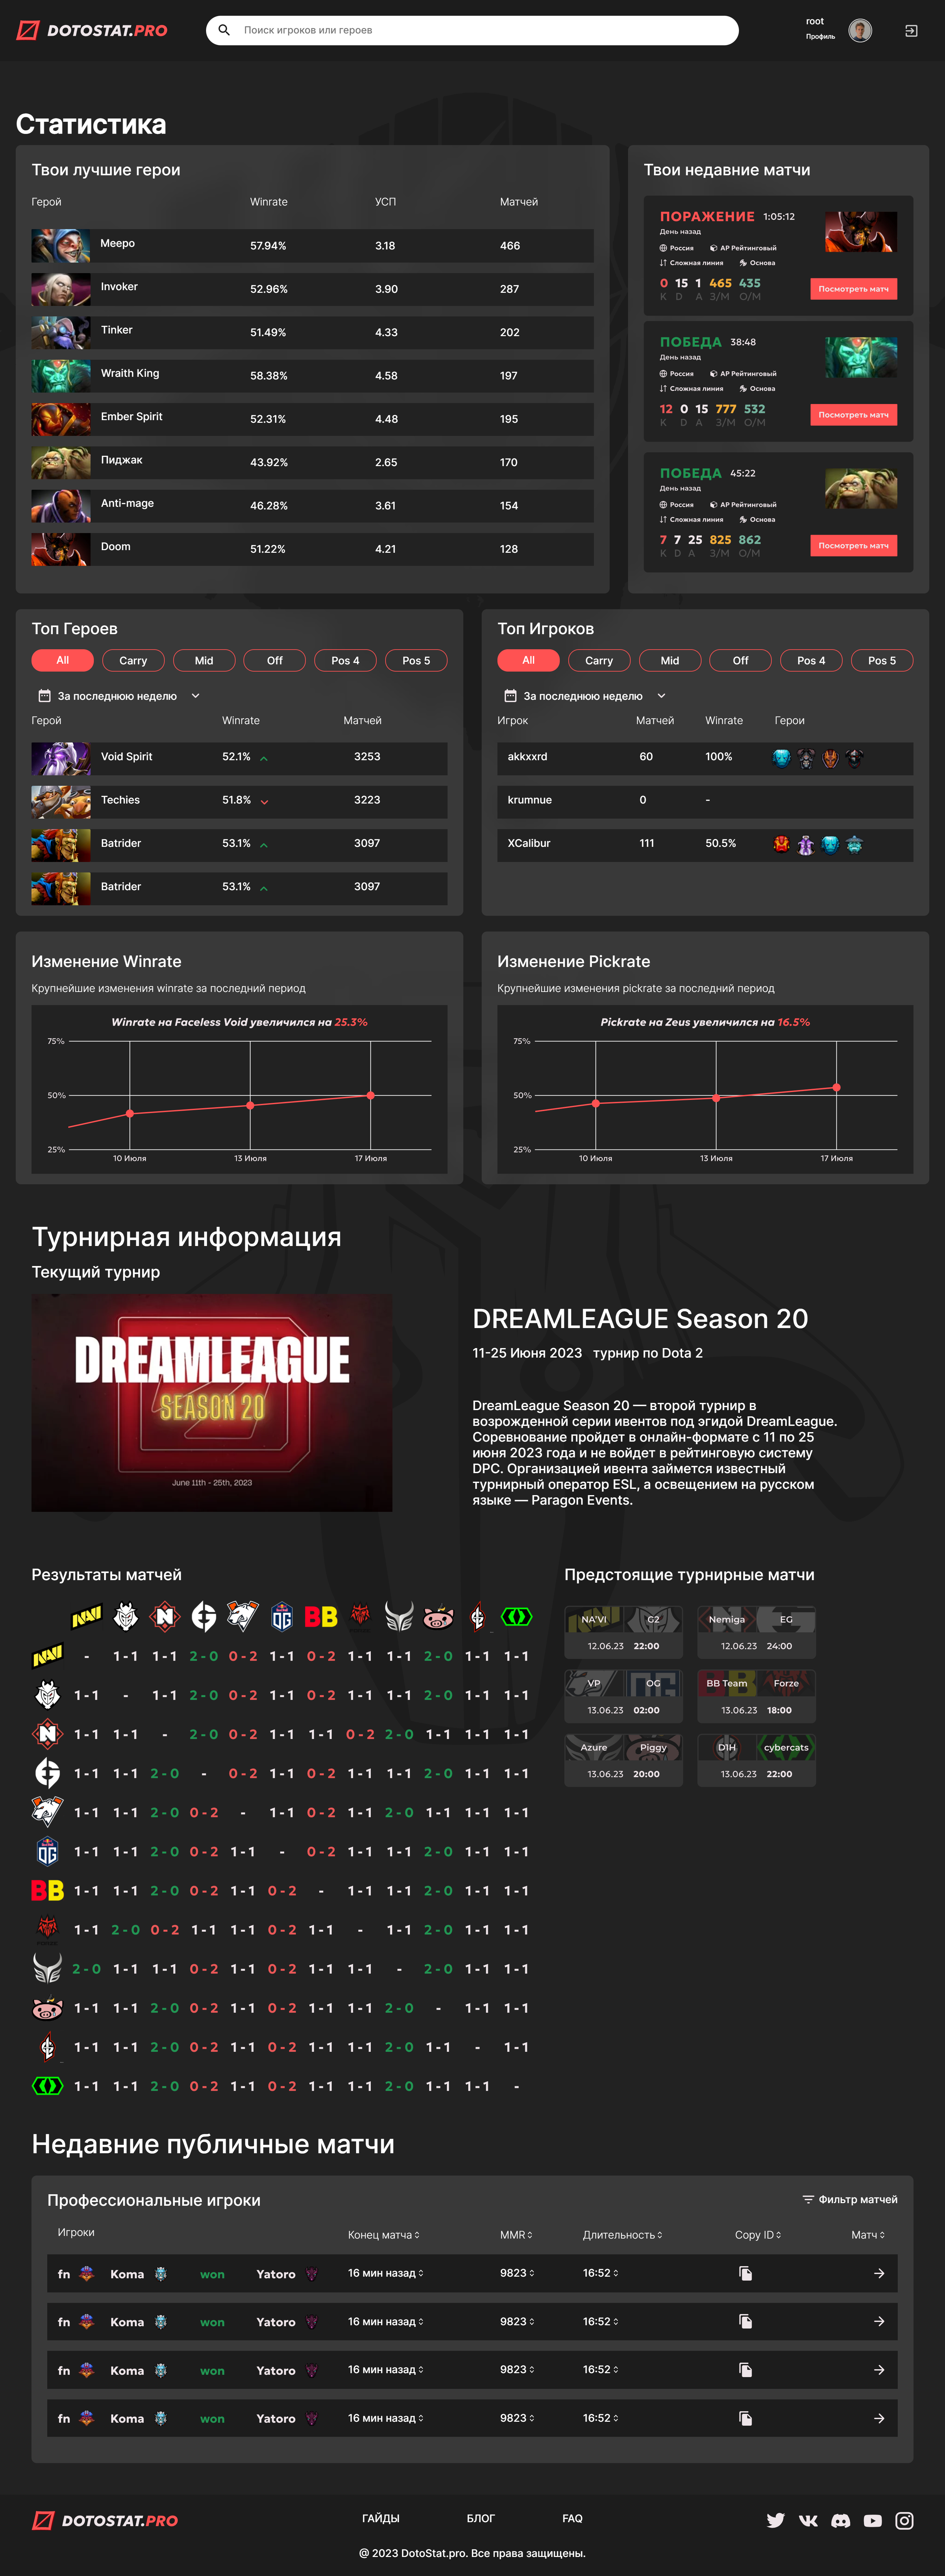 DOTOSTAT.PRO
Поиск игроков или героев
root
Профиль
Статистика
Твои лучшие герои
Герой Winrate УСП Матчей
Meepo 57.94% 3.18 466
Invoker 52.96% 3.90 287
Tinker 51.49% 4.33 202
Wraith King 58.38% 4.58 197
Ember Spirit 52.31% 4.48 195
Пиджак 43.92% 2.65 170
Anti-mage 46.28% 3.61 154
Doom 51.22% 4.21 128
Твои недавние матчи
ПОРАЖЕНИЕ 1:05:12
День назад
Россия АР Рейтинговый
Сложная линия Основа
0 15 1 465 435
K D A З/М О/М
Посмотреть матч
ПОБЕДА 38:48
День назад
Россия АР Рейтинговый
Сложная линия Основа
12 0 15 777 532
K D A З/М О/М
Посмотреть матч
ПОБЕДА 45:22
День назад
Россия АР Рейтинговый
Сложная линия Основа
7 7 25 825 862
K D A З/М О/М
Посмотреть матч
Топ Героев
All Carry Mid Off Pos 4 Pos 5
За последнюю неделю
Герой Winrate Матчей
Void Spirit 52.1% 3253
Techies 51.8% 3223
Batrider 53.1% 3097
Batrider 53.1% 3097
Топ Игроков
All Carry Mid Off Pos 4 Pos 5
За последнюю неделю
Игрок Матчей Winrate Герои
akkxxrd 60 100%
krumnue 0 -
XCalibur 111 50.5%
Изменение Winrate
Крупнейшие изменения winrate за последний период
Winrate на Faceless Void увеличился на 25.3%
75%
50%
25%
10 Июля 13 Июля 17 Июля
Изменение Pickrate
Крупнейшие изменения pickrate за последний период
Pickrate на Zeus увеличился на 16.5%
75%
50%
25%
10 Июля 13 Июля 17 Июля
Турнирная информация
Текущий турнир
DREAMLEAGUE
SEASON 20
June 11th - 25th, 2023
DREAMLEAGUE Season 20
11-25 Июня 2023 турнир по Dota 2
DreamLeague Season 20 — второй турнир в
возрожденной серии ивентов под эгидой DreamLeague.
Соревнование пройдет в онлайн-формате с 11 по 25
июня 2023 года и не войдет в рейтинговую систему
DPC. Организацией ивента займется известный
турнирный оператор ESL, а освещением на русском
языке — Paragon Events.
Результаты матчей
- 1-1 1-1 2-0 0-2 1-1 0-2 1-1 1-1 2-0 1-1 1-1
1-1 - 1-1 2-0 0-2 1-1 0-2 1-1 1-1 2-0 1-1 1-1
1-1 1-1 - 2-0 0-2 1-1 1-1 0-2 2-0 1-1 1-1 1-1
1-1 1-1 2-0 - 0-2 1-1 0-2 1-1 1-1 2-0 1-1 1-1
1-1 1-1 2-0 0-2 - 1-1 0-2 1-1 2-0 1-1 1-1 1-1
1-1 1-1 2-0 0-2 1-1 - 0-2 1-1 1-1 2-0 1-1 1-1
1-1 1-1 2-0 0-2 1-1 0-2 - 1-1 1-1 2-0 1-1 1-1
1-1 2-0 0-2 1-1 1-1 0-2 1-1 - 1-1 2-0 1-1 1-1
2-0 1-1 1-1 0-2 1-1 0-2 1-1 1-1 - 2-0 1-1 1-1
1-1 1-1 2-0 0-2 1-1 0-2 1-1 1-1 2-0 - 1-1 1-1
1-1 1-1 2-0 0-2 1-1 0-2 1-1 1-1 2-0 1-1 - 1-1
1-1 1-1 2-0 0-2 1-1 0-2 1-1 1-1 2-0 1-1 1-1 -
Предстоящие турнирные матчи
NA'VI G2
12.06.23 22:00
Nemiga EG
12.06.23 24:00
VP OG
13.06.23 02:00
BB Team Forze
13.06.23 18:00
Azure Piggy
13.06.23 20:00
D1H cybercats
13.06.23 22:00
Недавние публичные матчи
Профессиональные игроки
Фильтр матчей
Игроки Конец матча MMR Длительность Copy ID Матч
fn Koma won Yatoro 16 мин назад 9823 16:52
fn Koma won Yatoro 16 мин назад 9823 16:52
fn Koma won Yatoro 16 мин назад 9823 16:52
fn Koma won Yatoro 16 мин назад 9823 16:52
DOTOSTAT.PRO
ГАЙДЫ БЛОГ FAQ
@ 2023 DotoStat.pro. Все права защищены.